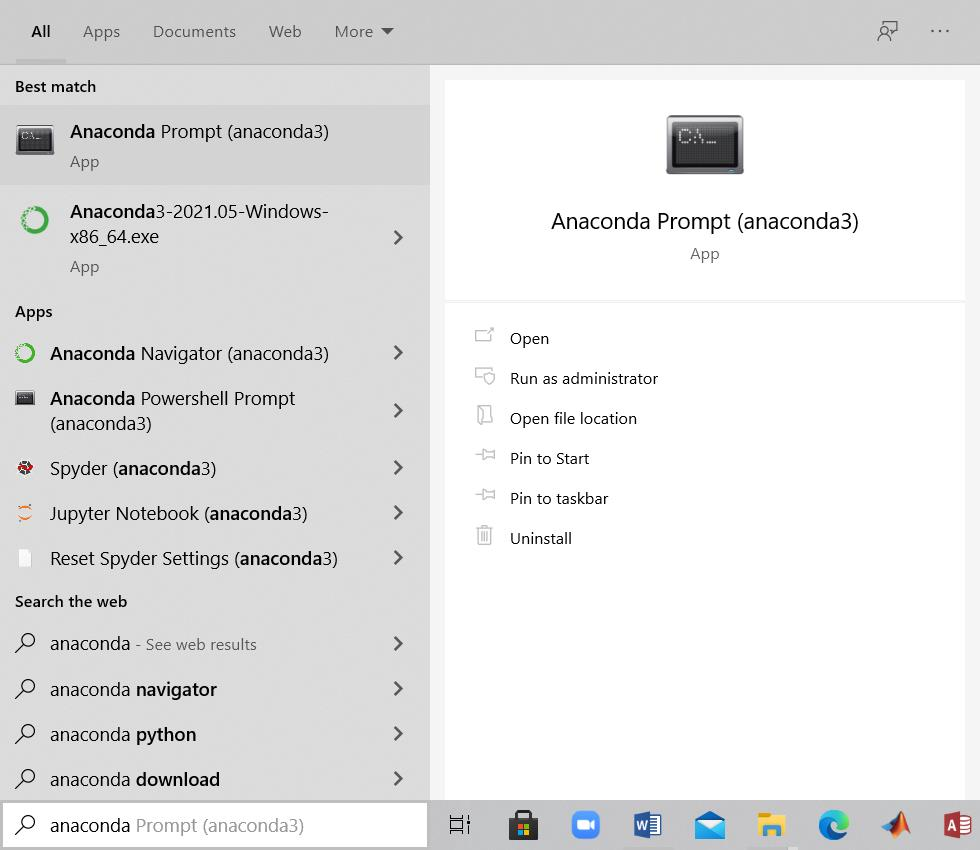 All Apps Documents Web More
Best match
Anaconda Prompt (anaconda3)
App
Anaconda3-2021.05-Windows-
x86_64.exe
App
Apps
Anaconda Navigator (anaconda3)
Anaconda Powershell Prompt
(anaconda3)
Spyder (anaconda3)
Jupyter Notebook (anaconda3)
Reset Spyder Settings (anaconda3)
Search the web
anaconda - See web results
anaconda navigator
anaconda python
anaconda download
anaconda Prompt (anaconda3)
C:\_
Anaconda Prompt (anaconda3)
App
Open
Run as administrator
Open file location
Pin to Start
Pin to taskbar
Uninstall